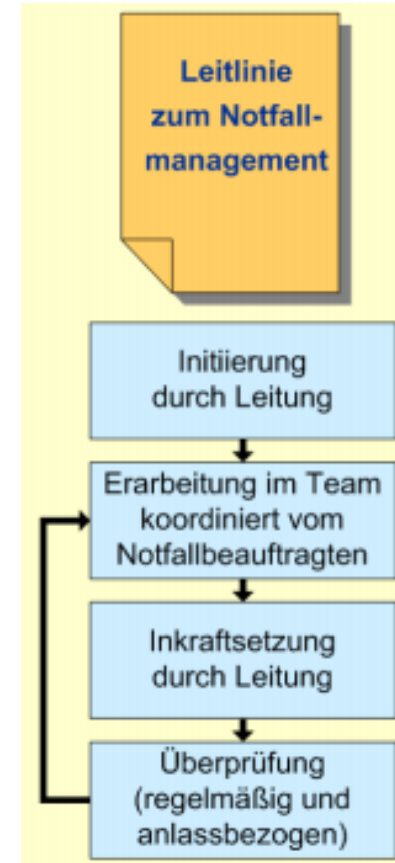 Leitlinie
zum Notfall-
management
Initiierung
durch Leitung
Erarbeitung im Team
koordiniert vom
Notfallbeauftragten
Inkraftsetzung
durch Leitung
Überprüfung
(regelmäßig und
anlassbezogen)